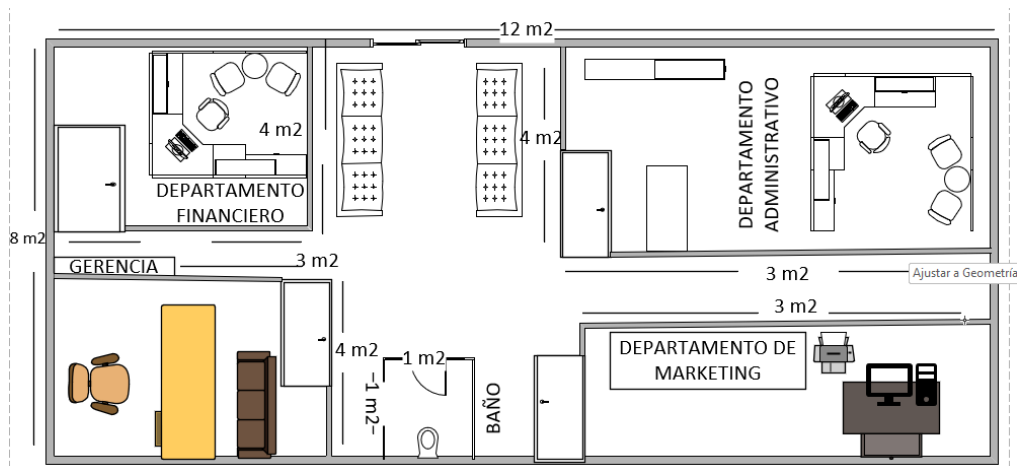 12 m2
4 m2
DEPARTAMENTO
FINANCIERO
4 m2
DEPARTAMENTO
ADMINISTRATIVO
8 m2
GERENCIA
3 m2
3 m2
Ajustar a Geometría
3 m2
4 m2
1 m2
1 m2
BAÑO
DEPARTAMENTO DE
MARKETING